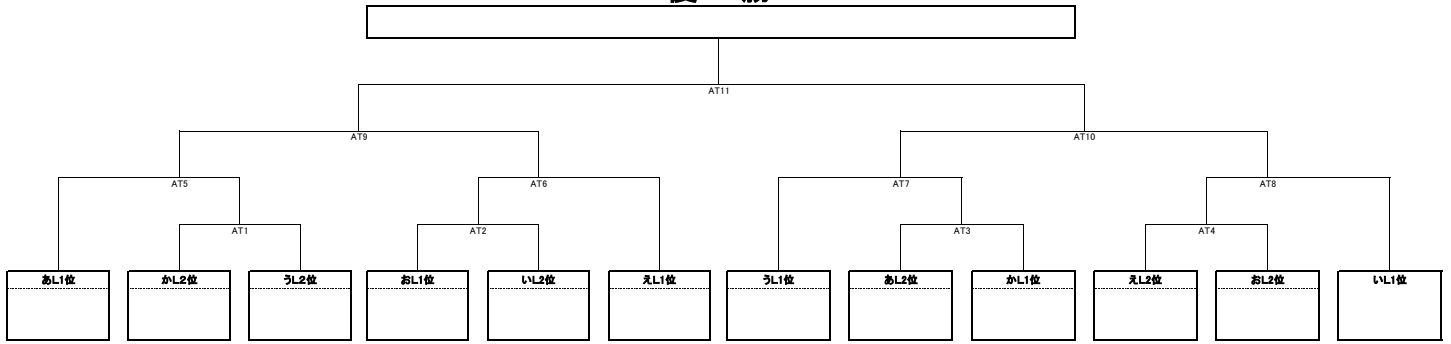 AT11
AT9
AT10
AT5
AT6
AT7
AT8
AT1
AT2
AT3
AT4
あL1位
かL2位
うL2位
おL1位
いL2位
えL1位
うL1位
あL2位
かL1位
えL2位
おL2位
いL1位